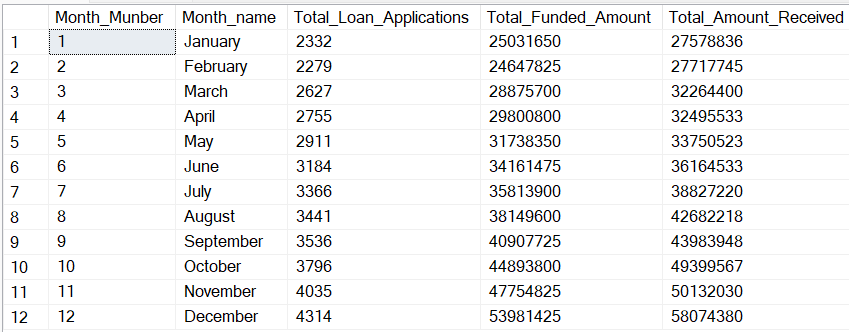 Month_Munber Month_name Total_Loan_Applications Total_Funded_Amount Total_Amount_Received
1 1 January 2332 25031650 27578836
2 2 February 2279 24647825 27717745
3 3 March 2627 28875700 32264400
4 4 April 2755 29800800 32495533
5 5 May 2911 31738350 33750523
6 6 June 3184 34161475 36164533
7 7 July 3366 35813900 38827220
8 8 August 3441 38149600 42682218
9 9 September 3536 40907725 43983948
10 10 October 3796 44893800 49399567
11 11 November 4035 47754825 50132030
12 12 December 4314 53981425 58074380